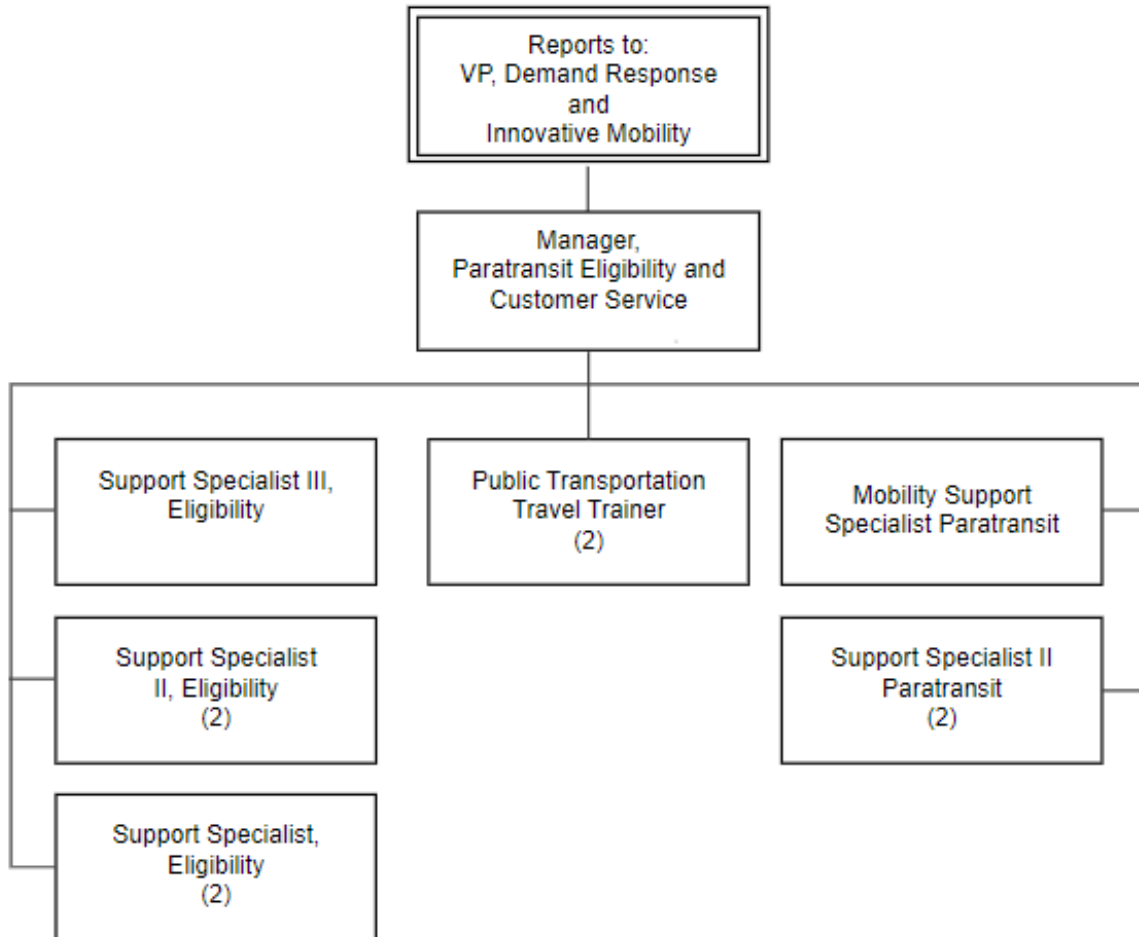 Reports to:
VP, Demand Response
and
Innovative Mobility
Manager,
Paratransit Eligibility and
Customer Service
Support Specialist III,
Eligibility
Public Transportation
Travel Trainer
(2)
Mobility Support
Specialist Paratransit
Support Specialist
II, Eligibility
(2)
Support Specialist II
Paratransit
(2)
Support Specialist,
Eligibility
(2)